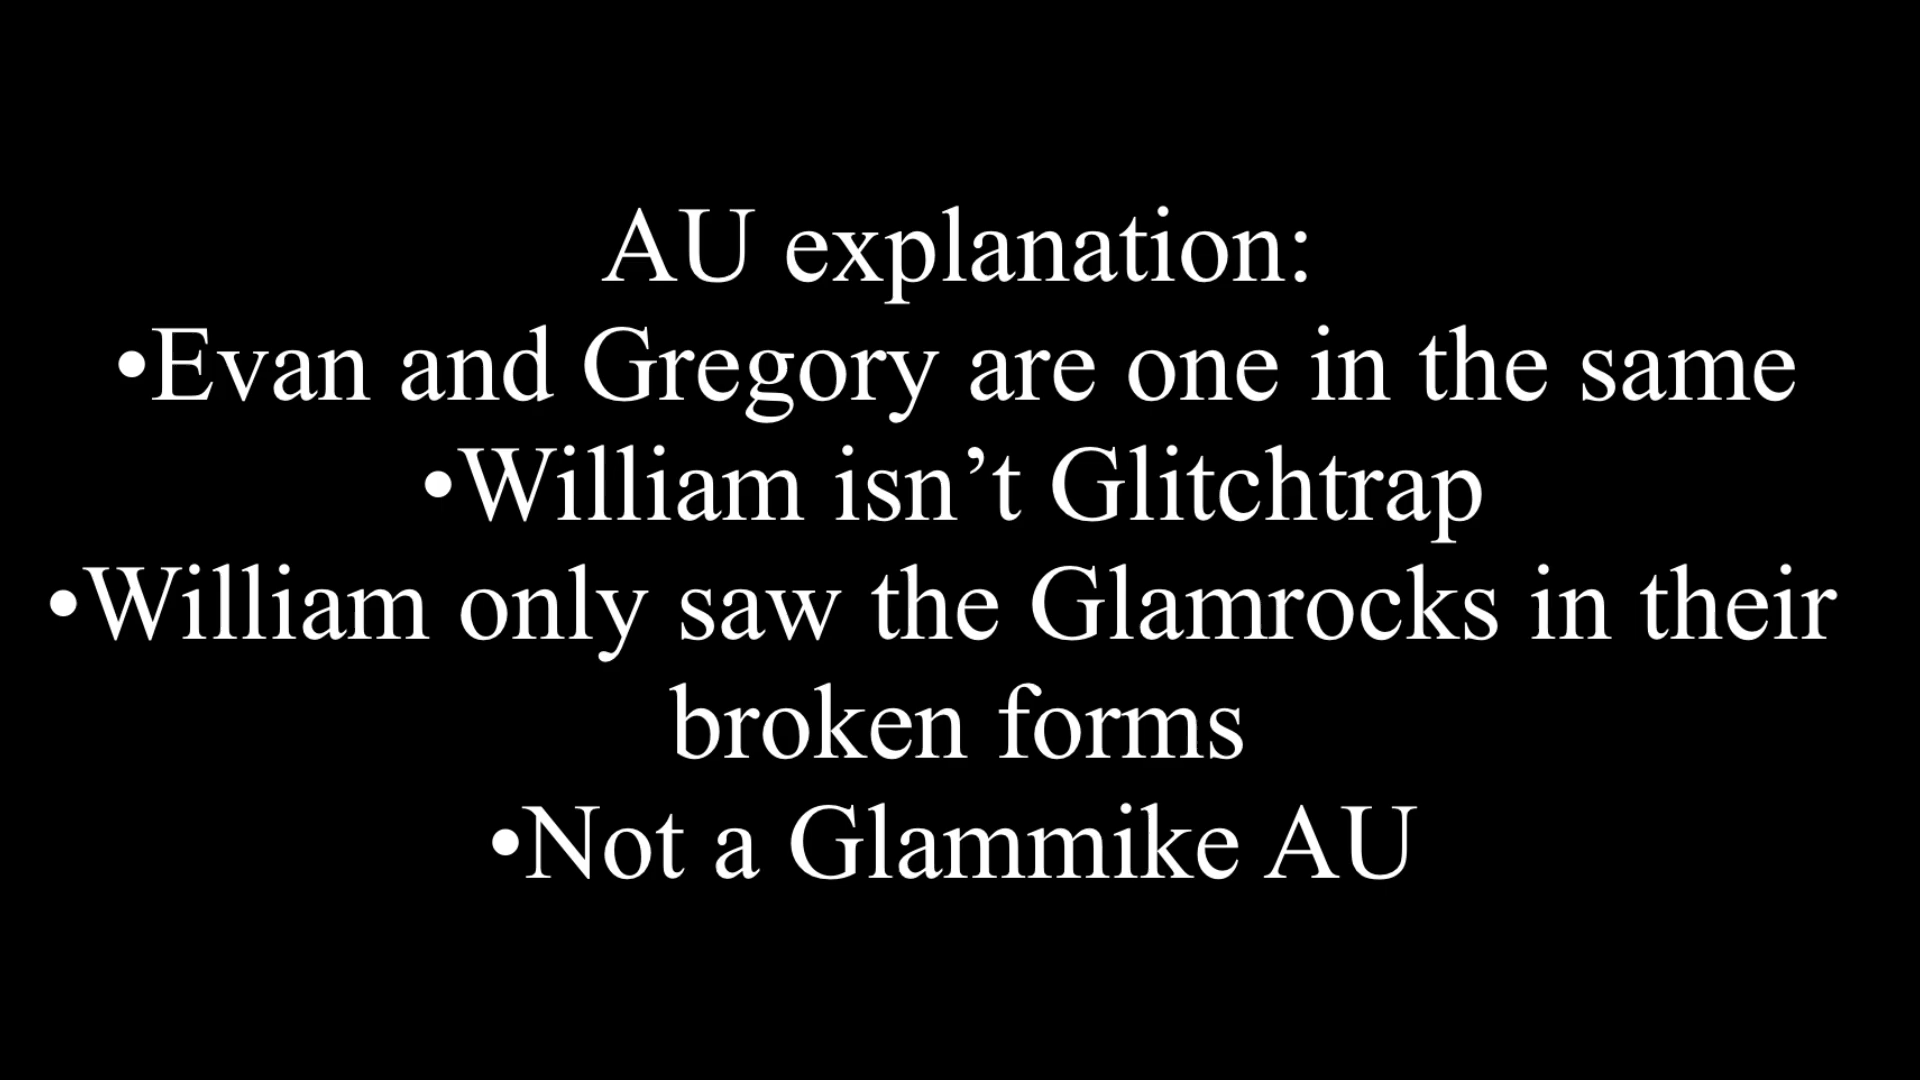 AU explanation:
•Evan and Gregory are one in the same
•William isn’t Glitchtrap
•William only saw the Glamrocks in their
broken forms
•Not a Glammike AU